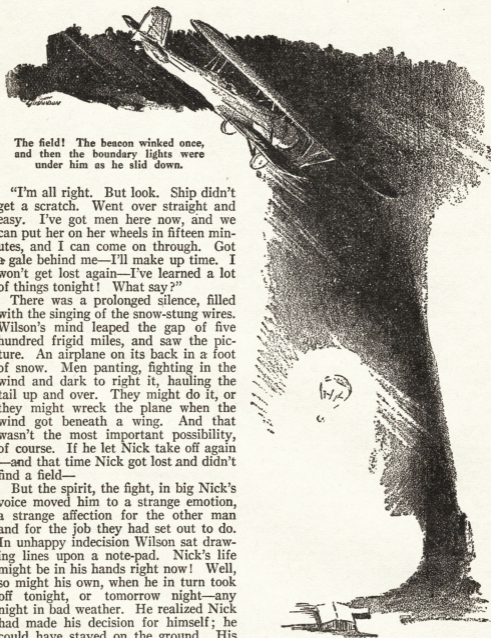 The field! The beacon winked once,
and then the boundary lights were
under him as he slid down.
"I'm all right. But look. Ship didn't
get a scratch. Went over straight and
easy. I've got men here now, and we
can put her on her wheels in fifteen min-
utes, and I can come on through. Got
a gale behind me—I'll make up time. I
won't get lost again—I've learned a lot
of things tonight! What say?"
There was a prolonged silence, filled
with the singing of the snow-stung wires.
Wilson's mind leaped the gap of five
hundred frigid miles, and saw the pic-
ture. An airplane on its back in a foot
of snow. Men panting, fighting in the
wind and dark to right it, hauling the
tail up and over. They might do it, or
they might wreck the plane when the
wind got beneath a wing. And that
wasn't the most important possibility,
of course. If he let Nick take off again
—and that time Nick got lost and didn't
find a field—
But the spirit, the fight, in big Nick's
voice moved him to a strange emotion,
a strange affection for the other man
and for the job they had set out to do.
In unhappy indecision Wilson sat draw-
ing lines upon a note-pad. Nick's life
might be in his hands right now! Well,
so might his own, when he in turn took
off tonight, or tomorrow night—any
night in bad weather. He realized Nick
had made his decision for himself; he
could have stayed on the ground. His